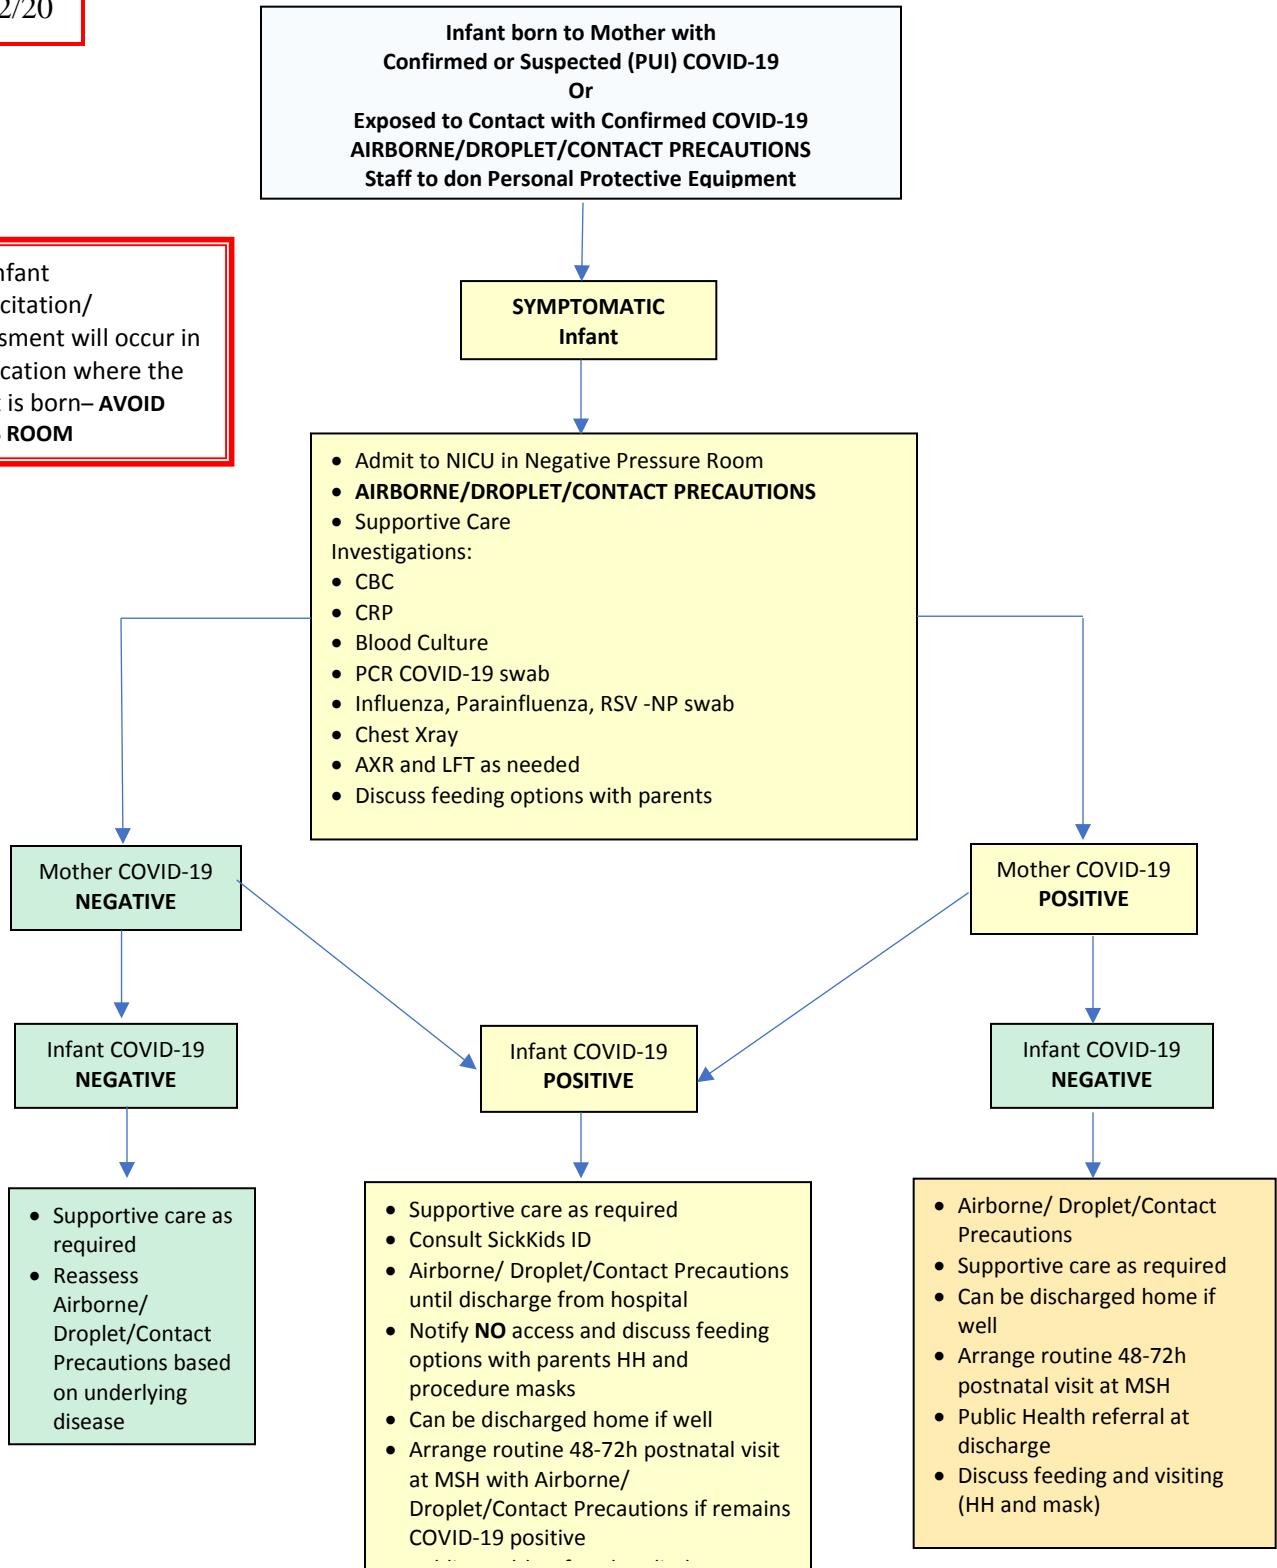 2/20
Infant born to Mother with
Confirmed or Suspected (PUI) COVID-19
Or
Exposed to Contact with Confirmed COVID-19
AIRBORNE/DROPLET/CONTACT PRECAUTIONS
Staff to don Personal Protective Equipment
nfant
citation/
sment will occur in
cation where the
t is born– AVOID
ROOM
SYMPTOMATIC
Infant
• Admit to NICU in Negative Pressure Room
• AIRBORNE/DROPLET/CONTACT PRECAUTIONS
• Supportive Care
Investigations:
• CBC
• CRP
• Blood Culture
• PCR COVID-19 swab
• Influenza, Parainfluenza, RSV -NP swab
• Chest Xray
• AXR and LFT as needed
• Discuss feeding options with parents
Mother COVID-19
NEGATIVE
Mother COVID-19
POSITIVE
Infant COVID-19
NEGATIVE
Infant COVID-19
POSITIVE
Infant COVID-19
NEGATIVE
• Supportive care as
required
• Reassess
Airborne/
Droplet/Contact
Precautions based
on underlying
disease
• Supportive care as required
• Consult SickKids ID
• Airborne/ Droplet/Contact Precautions
until discharge from hospital
• Notify NO access and discuss feeding
options with parents HH and
procedure masks
• Can be discharged home if well
• Arrange routine 48-72h postnatal visit
at MSH with Airborne/
Droplet/Contact Precautions if remains
COVID-19 positive
• Airborne/ Droplet/Contact
Precautions
• Supportive care as required
• Can be discharged home if
well
• Arrange routine 48-72h
postnatal visit at MSH
• Public Health referral at
discharge
• Discuss feeding and visiting
(HH and mask)